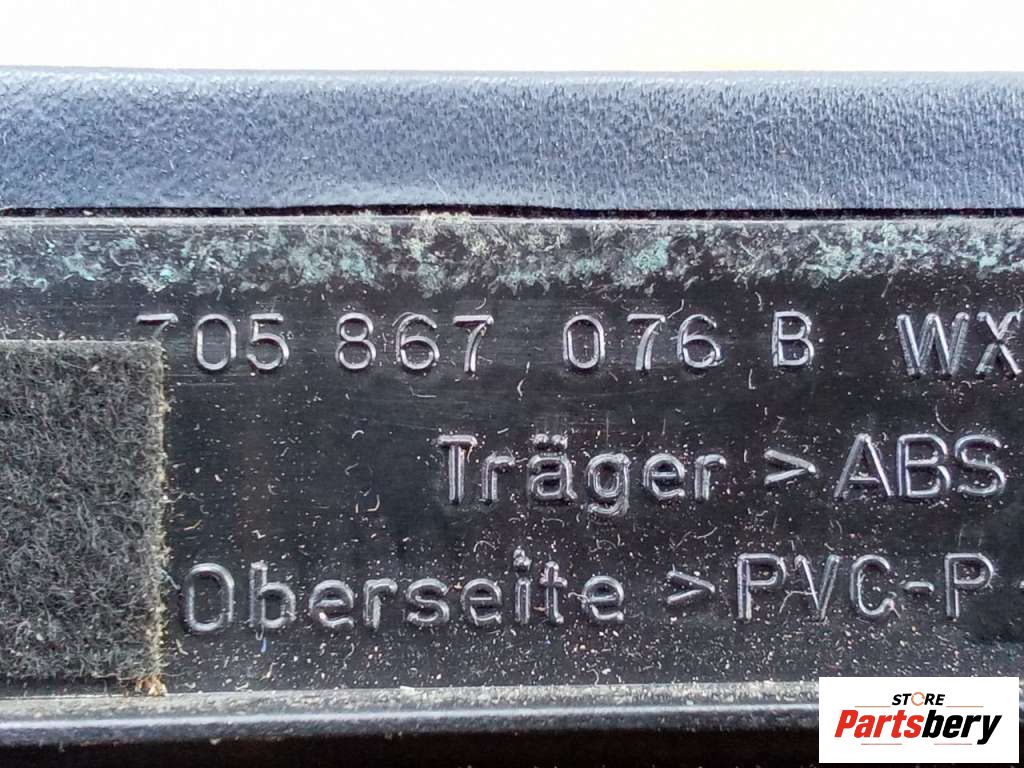 705 867 076 B WX
Träger >ABS
Oberseite >PVC-P
STORE
Partsbery